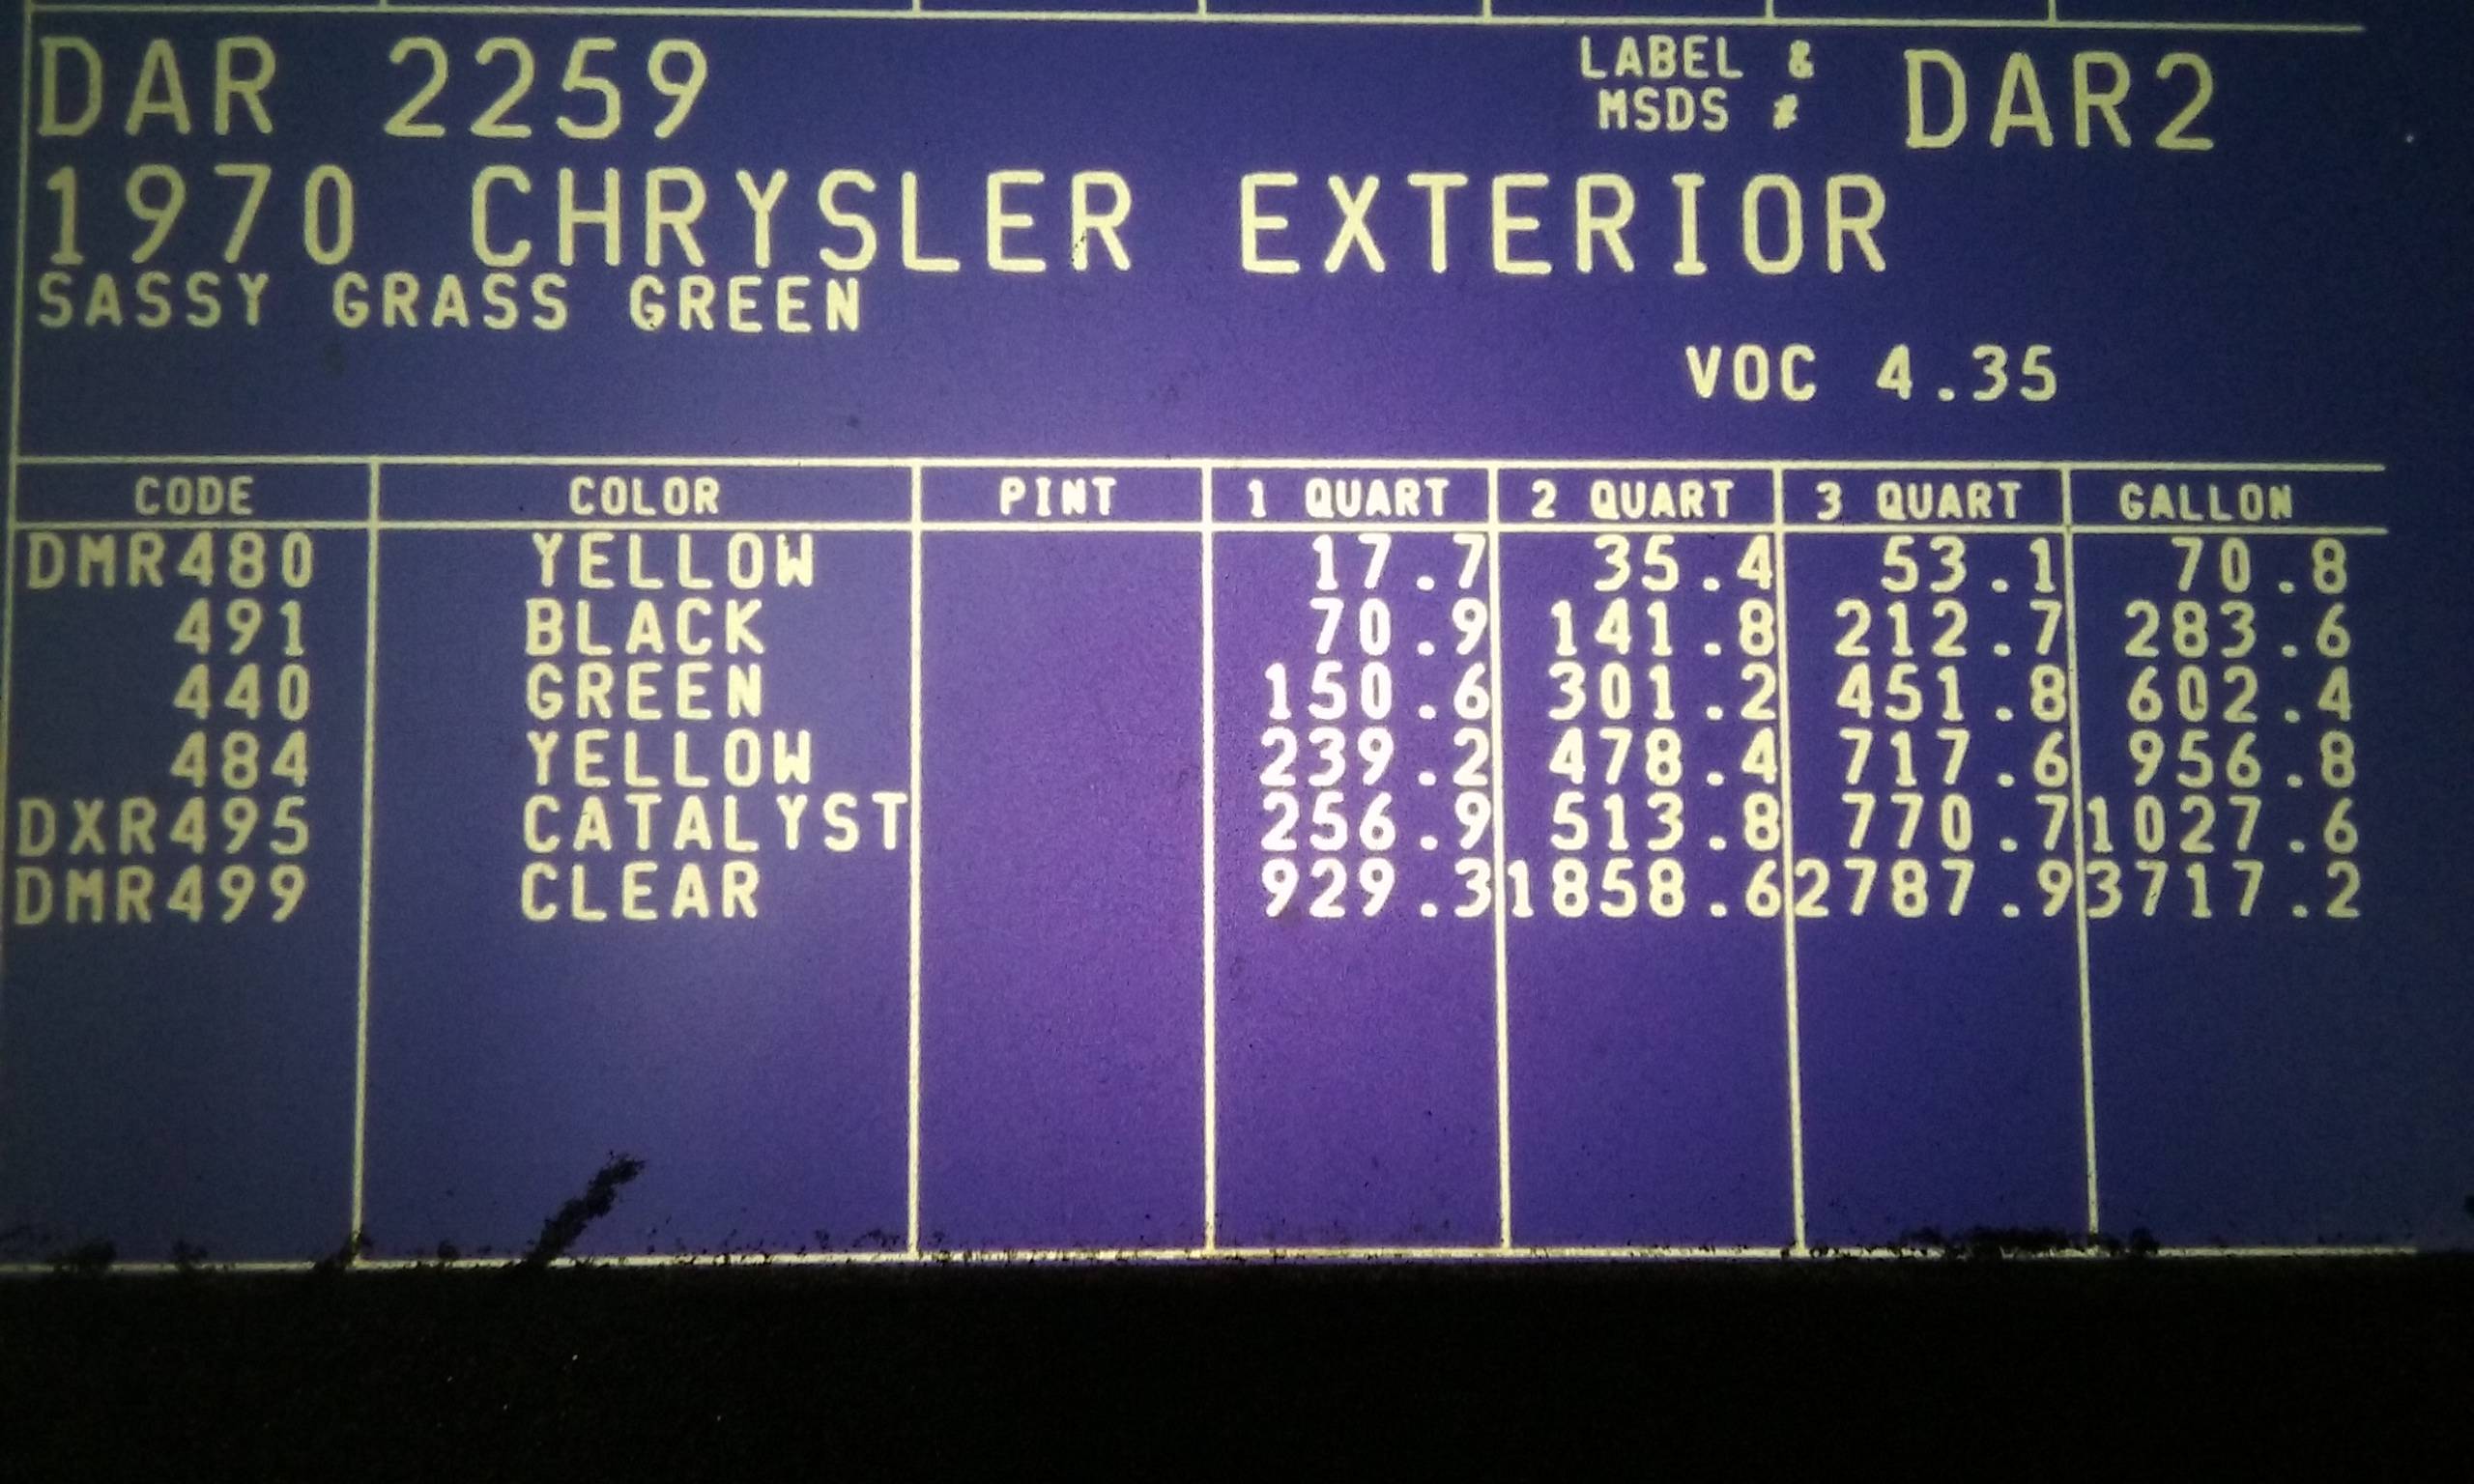 DAR 2259 LABEL & MSDS # DAR2
1970 CHRYSLER EXTERIOR
SASSY GRASS GREEN
VOC 4.35
CODE COLOR PINT 1 QUART 2 QUART 3 QUART GALLON
DMR480 YELLOW 17.7 35.4 53.1 70.8
491 BLACK 70.9 141.8 212.7 283.6
440 GREEN 150.6 301.2 451.8 602.4
484 YELLOW 239.2 478.4 717.6 956.8
DXR495 CATALYST 256.9 513.8 770.7 1027.6
DMR499 CLEAR 929.3 1858.6 2787.9 3717.2